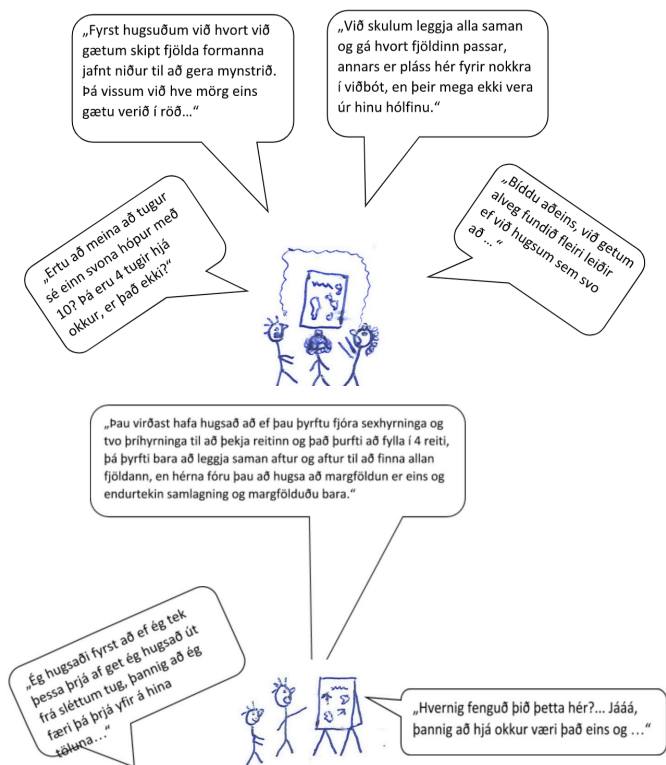 „Fyrst hugsuðum við hvort við
gætum skipt fjölda formanna
jafnt niður til að gera mynstrið.
Þá vissum við hve mörg eins
gætu verið í röð…“
„Við skulum leggja alla saman
og gá hvort fjöldinn passar,
annars er pláss hér fyrir nokkra
í viðbót, en þeir mega ekki vera
úr hinu hólfinu.“
„Ertu að meina að tugur
sé einn svona hópur með
10? Þá eru 4 tugir hjá
okkur, er það ekki?“
„Bíddu aðeins, við getum
alveg fundið fleiri leiðir
ef við hugsum sem svo
að … “
„Þau virðast hafa hugsað að ef þau þyrftu fjóra sexhyrninga og
tvo þríhyrninga til að þekja reitinn og það þurfti að fylla í 4 reiti,
þá þyrfti bara að leggja saman aftur og aftur til að finna allan
fjöldann, en hérna fóru þau að hugsa að margföldun er eins og
endurtekin samlagning og margfölduðu bara.“
„Ég hugsaði fyrst að ef ég tek
þessa þrjá af get ég hugsað út
frá sléttum tug, þannig að ég
færi þá þrjá yfir á hina
töluna…“
„Hvernig fenguð þið þetta hér?... Jááá,
þannig að hjá okkur væri það eins og …“